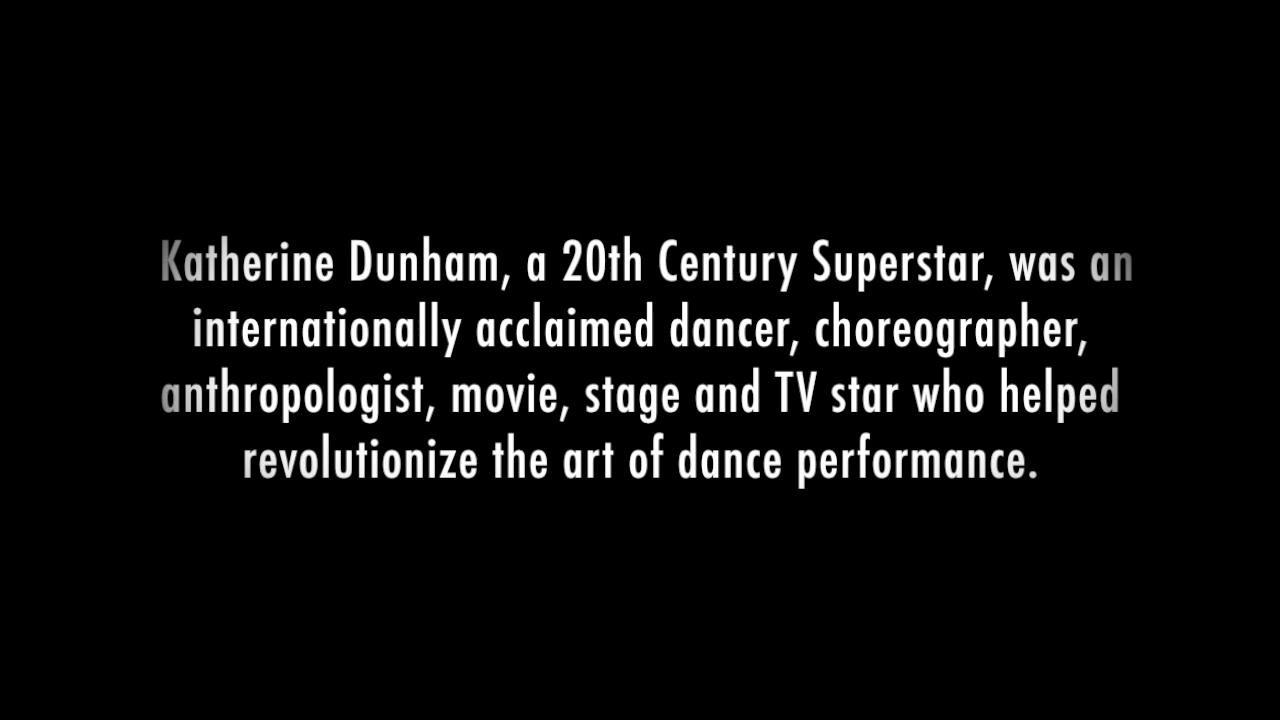 Katherine Dunham, a 20th Century Superstar, was an
internationally acclaimed dancer, choreographer,
anthropologist, movie, stage and TV star who helped
revolutionize the art of dance performance.